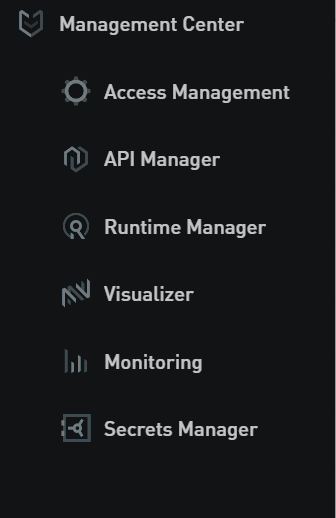 Management Center
Access Management
API Manager
Runtime Manager
Visualizer
Monitoring
Secrets Manager